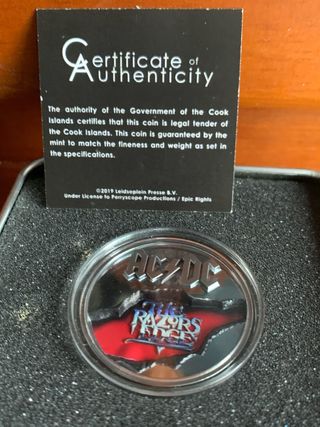 Certificate of
Authenticity
The authority of the Government of the Cook
Islands certifies that this coin is legal tender of
the Cook Islands. This coin is guaranteed by the
mint to match the fineness and weight as set in
the specifications.
©2019 Leidseplein Presse B.V.
Under License to Perryscope Productions / Epic Rights
AC/DC
THE
RAZORS
EDGE